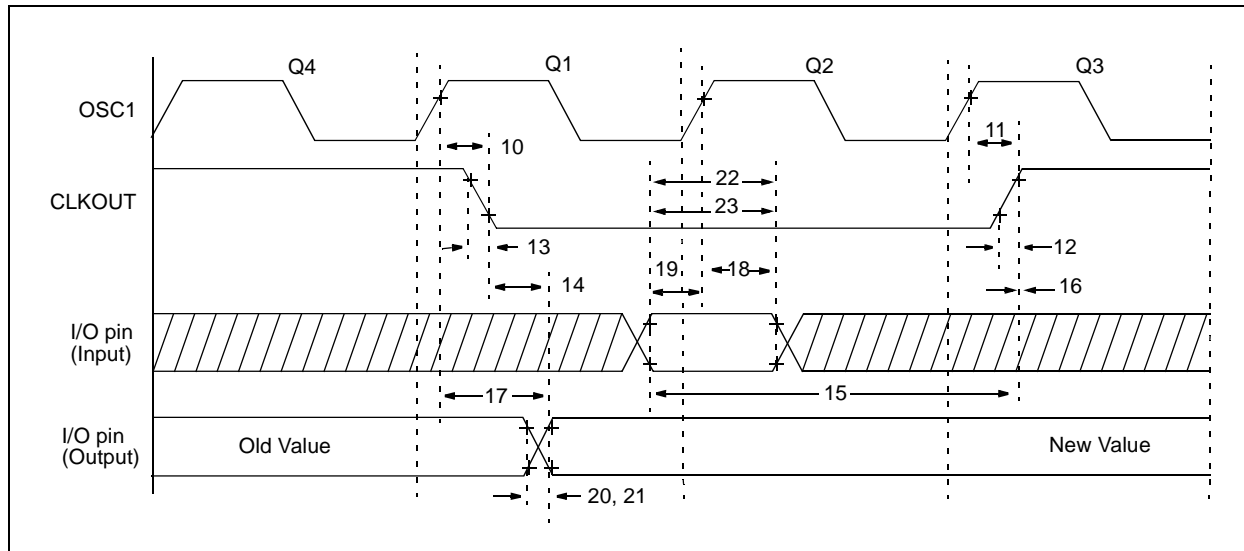 Q4
Q1
Q2
Q3
OSC1
10
11
22
CLKOUT
23
13
12
19
18
14
16
I/O pin
(Input)
17
15
I/O pin
(Output)
Old Value
New Value
20, 21